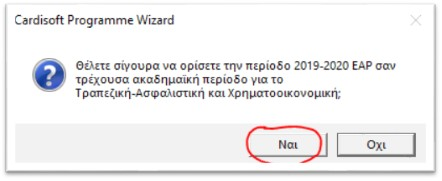 Cardisoft Programme Wizard
Θέλετε σίγουρα να ορίσετε την περίοδο 2019-2020 ΕΑΡ σαν
τρέχουσα ακαδημαϊκή περίοδο για το
Τραπεζική-Ασφαλιστική και Χρηματοοικονομική;
Ναι Οχι